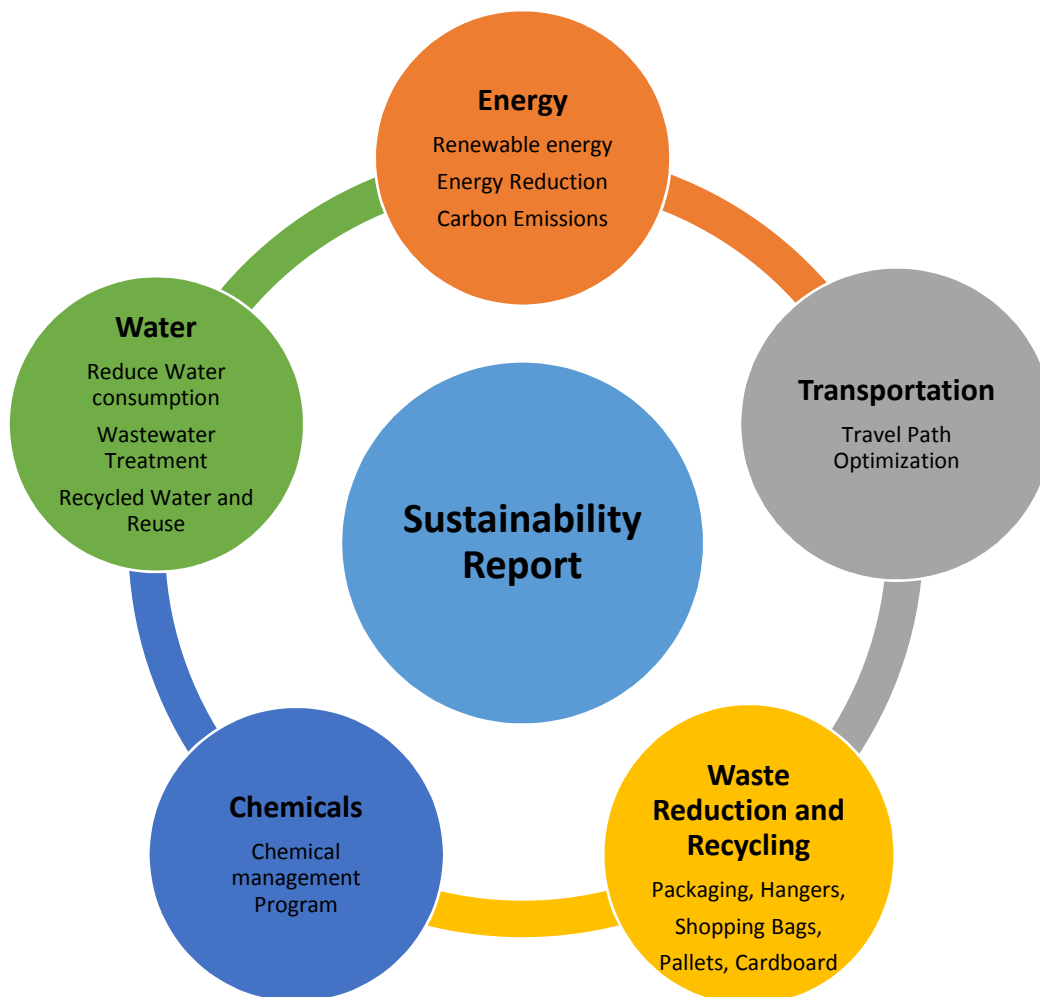 Energy
Renewable energy
Energy Reduction
Carbon Emissions
Transportation
Travel Path
Optimization
Waste
Reduction and
Recycling
Packaging, Hangers,
Shopping Bags,
Pallets, Cardboard
Chemicals
Chemical
management
Program
Water
Reduce Water
consumption
Wastewater
Treatment
Recycled Water and
Reuse
Sustainability
Report